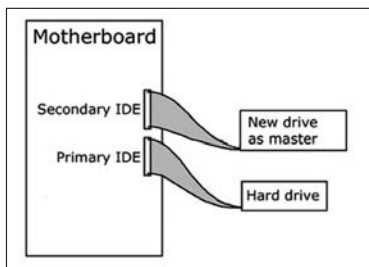 Motherboard
Secondary IDE
New drive
as master
Primary IDE
Hard drive